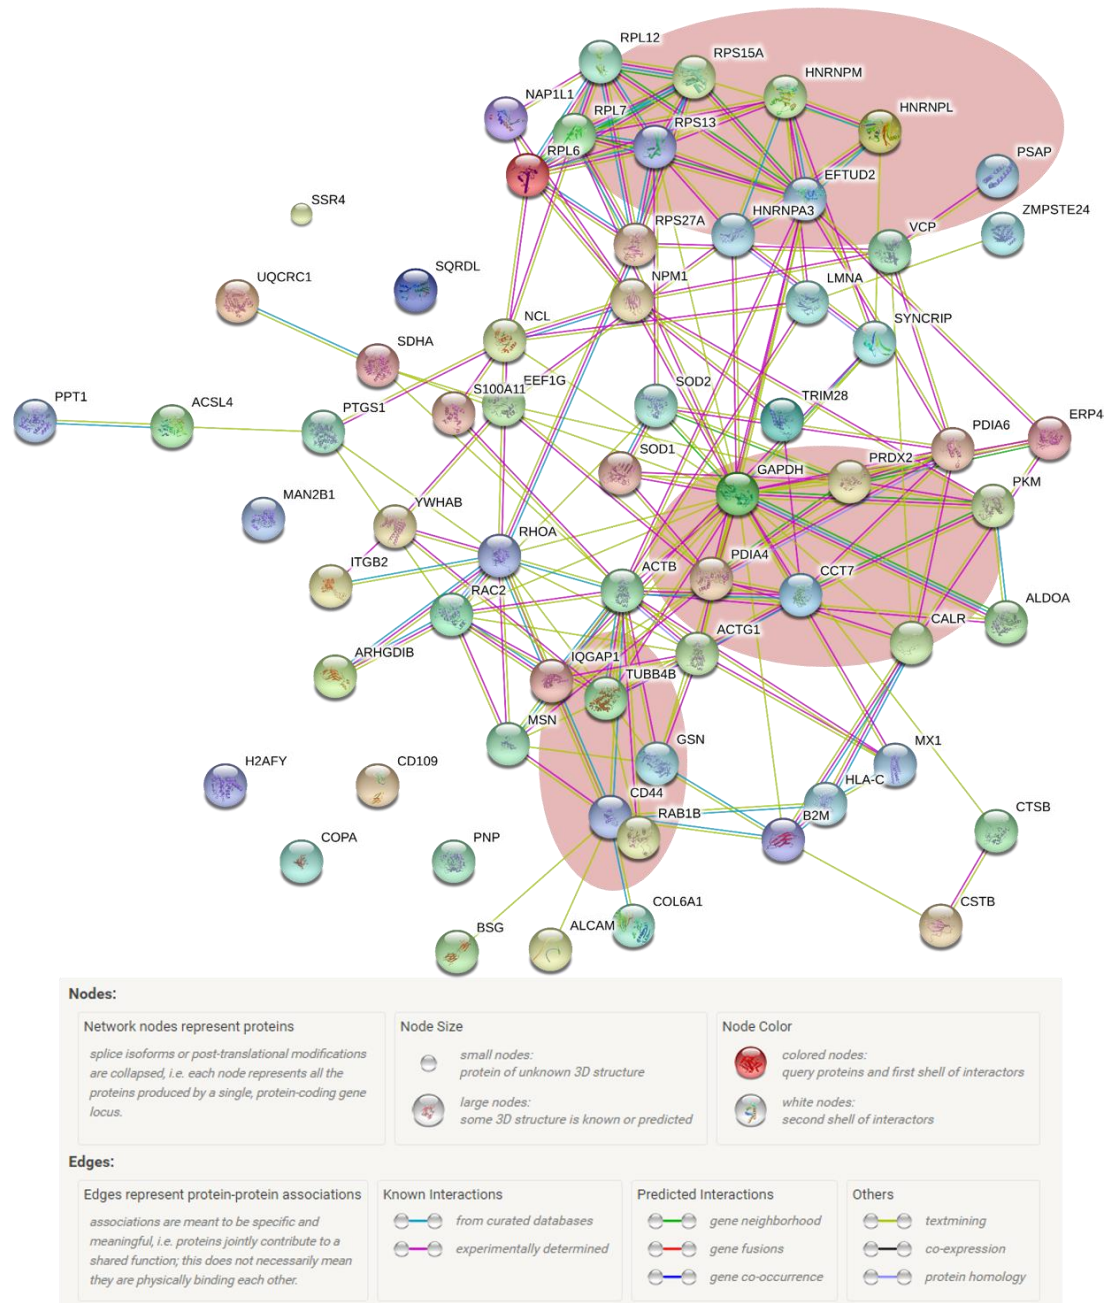 RPL12
RPS15A
HNRNPM
NAP1L1
HNRNPL
RPL7
RPS13
RPL6
PSAP
EFTUD2
SSR4
HNRNPA3
ZMPSTE24
RPS27A
VCP
UQCRC1
SQRDL
NPM1
LMNA
NCL
SYNCRIP
SDHA
S100A11
EEF1G
SOD2
TRIM28
PPT1
ACSL4
PTGS1
PDIA6
ERP4
SOD1
GAPDH
PRDX2
PKM
MAN2B1
YWHAB
RHOA
PDIA4
ITGB2
ACTB
CCT7
RAC2
ALDOA
ACTG1
CALR
ARHGDIB
IQGAP1
TUBB4B
MSN
GSN
MX1
H2AFY
CD109
HLA-C
CD44
RAB1B
B2M
CTSB
COPA
PNP
COL6A1
CSTB
BSG
ALCAM
Nodes:
Network nodes represent proteins
splice isoforms or post-translational modifications
are collapsed, i.e. each node represents all the
proteins produced by a single, protein-coding gene
locus.
Node Size
small nodes:
protein of unknown 3D structure
large nodes:
some 3D structure is known or predicted
Node Color
colored nodes:
query proteins and first shell of interactors
white nodes:
second shell of interactors
Edges:
Edges represent protein-protein associations
associations are meant to be specific and
meaningful, i.e. proteins jointly contribute to a
shared function; this does not necessarily mean
they are physically binding each other.
Known Interactions
from curated databases
experimentally determined
Predicted Interactions
gene neighborhood
gene fusions
gene co-occurrence
Others
textmining
co-expression
protein homology